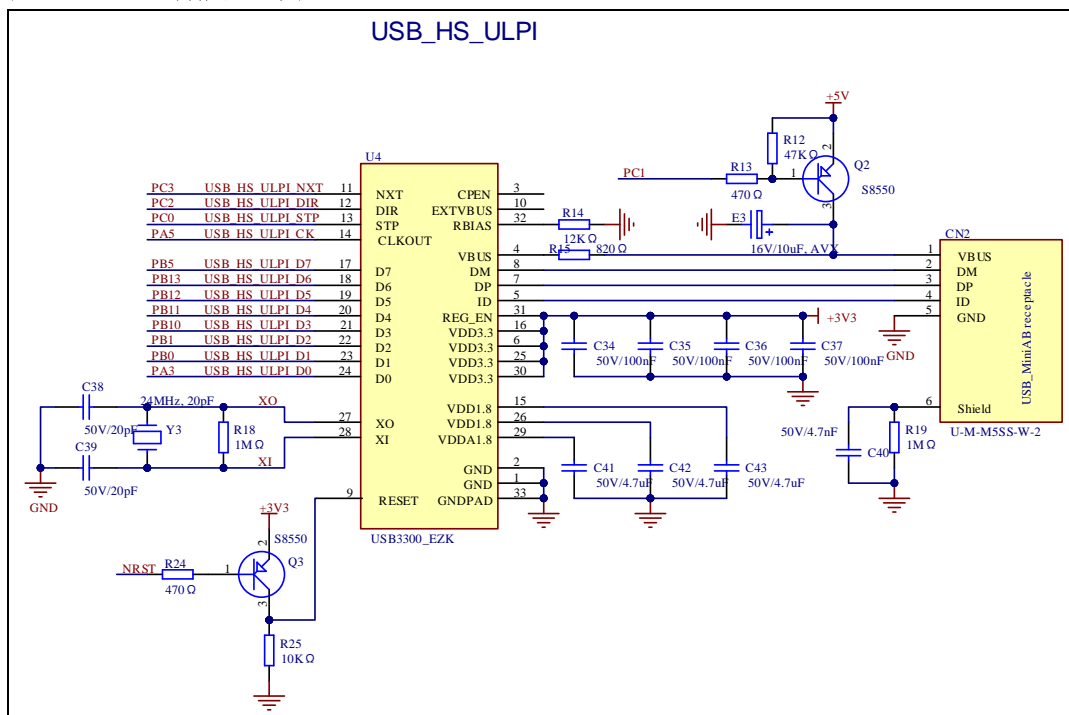 USB_HS_ULPI
+5V
R12
47KΩ
2
Q2
S8550
1
3
PC1
R13
470Ω
E3
16V/10uF, AVX
U4
PC3 USB_HS_ULPI_NXT 11 NXT
PC2 USB_HS_ULPI_DIR 12 DIR
PC0 USB_HS_ULPI_STP 13 STP
PA5 USB_HS_ULPI_CK 14 CLKOUT
PB5 USB_HS_ULPI_D7 17 D7
PB13 USB_HS_ULPI_D6 18 D6
PB12 USB_HS_ULPI_D5 19 D5
PB11 USB_HS_ULPI_D4 20 D4
PB10 USB_HS_ULPI_D3 21 D3
PB1 USB_HS_ULPI_D2 22 D2
PB0 USB_HS_ULPI_D1 23 D1
PA3 USB_HS_ULPI_D0 24 D0
27 XO
28 XI
9 RESET
CPEN 3
EXTVBUS 10
RBIAS 32
VBUS 4
DM 8
DP 7
ID 5
REG_EN 31
VDD3.3 16
VDD3.3 6
VDD3.3 25
VDD3.3 30
VDD1.8 15
VDD1.8 26
VDDA1.8 29
GND 2
GND 1
GNDPAD 33
USB3300_EZK
R14
12KΩ
R15 820Ω
CN2
1 VBUS
2 DM
3 DP
4 ID
5 GND
6 Shield
USB_MiniAB receptacle
U-M-M5SS-W-2
GND
+3V3
C34
50V/100nF
C35
50V/100nF
C36
50V/100nF
C37
50V/100nF
C41
50V/4.7uF
C42
50V/4.7uF
C43
50V/4.7uF
50V/4.7nF
C40
R19
1MΩ
C38
50V/20pF
24MHz, 20pF
Y3
XO
R18
1MΩ
XI
C39
50V/20pF
GND
+3V3
S8550
2
Q3
1
3
NRST
R24
470Ω
R25
10KΩ